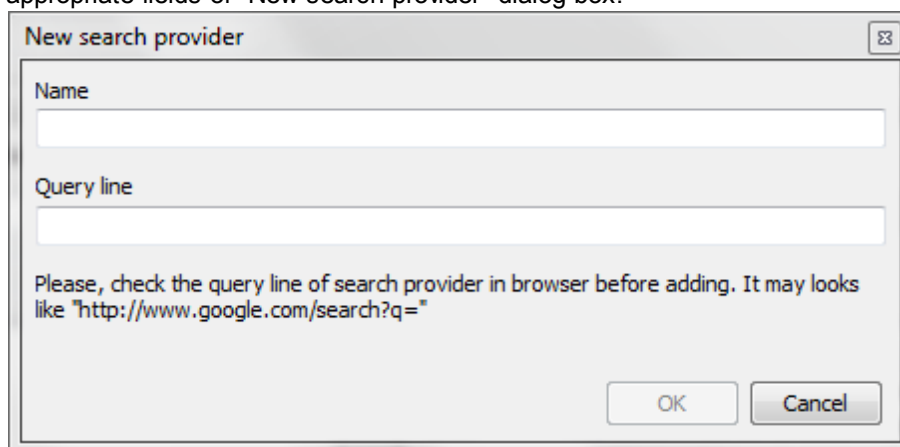 appropriate fields of "New search provider" dialog box:
New search provider
Name
Query line
Please, check the query line of search provider in browser before adding. It may looks
like "http://www.google.com/search?q="
OK
Cancel